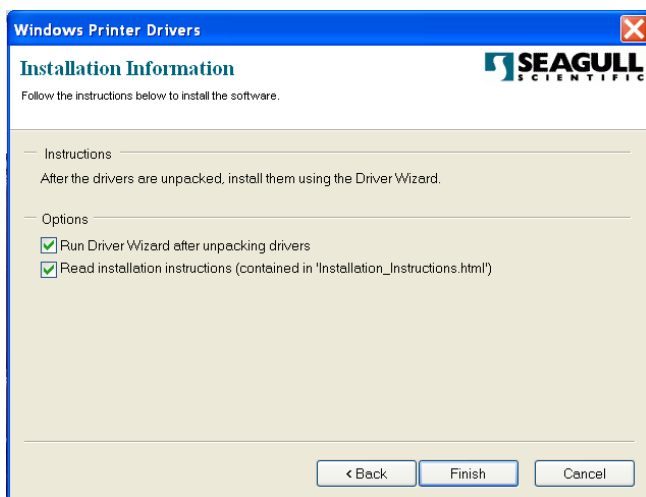 Windows Printer Drivers
Installation Information
SEAGULL
SCIENTIFIC
Follow the instructions below to install the software.
Instructions
After the drivers are unpacked, install them using the Driver Wizard.
Options
Run Driver Wizard after unpacking drivers
Read installation instructions (contained in 'Installation_Instructions.html')
< Back
Finish
Cancel